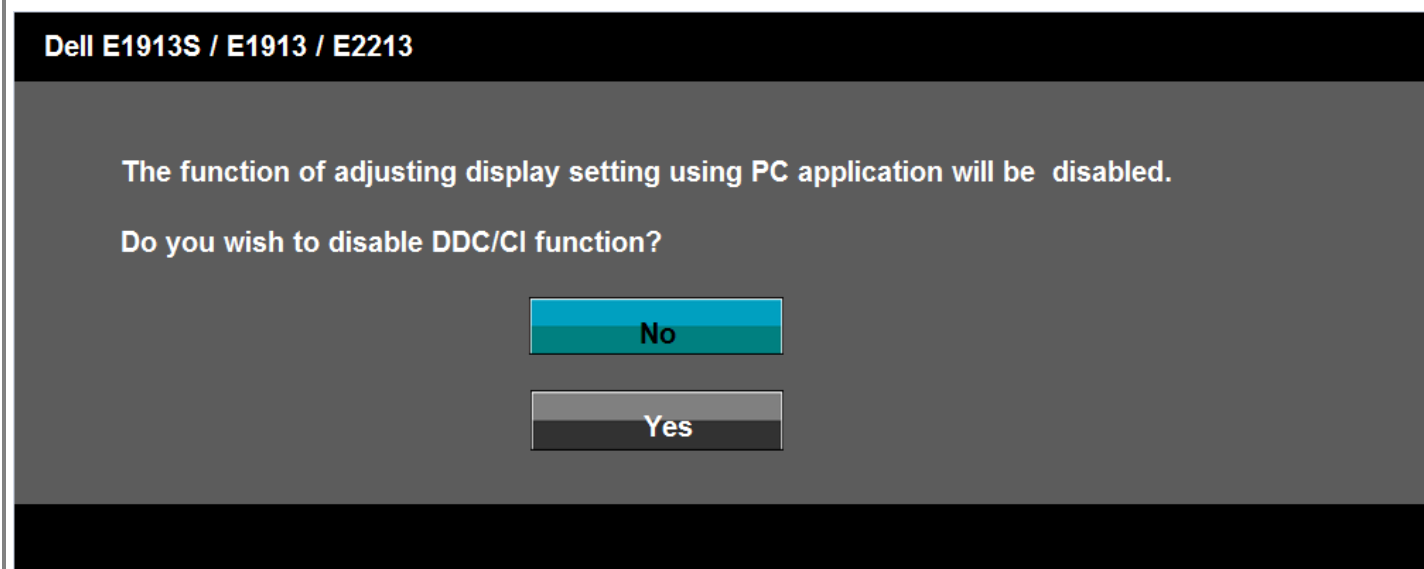 Dell E1913S / E1913 / E2213
The function of adjusting display setting using PC application will be  disabled.
Do you wish to disable DDC/CI function?
No
Yes